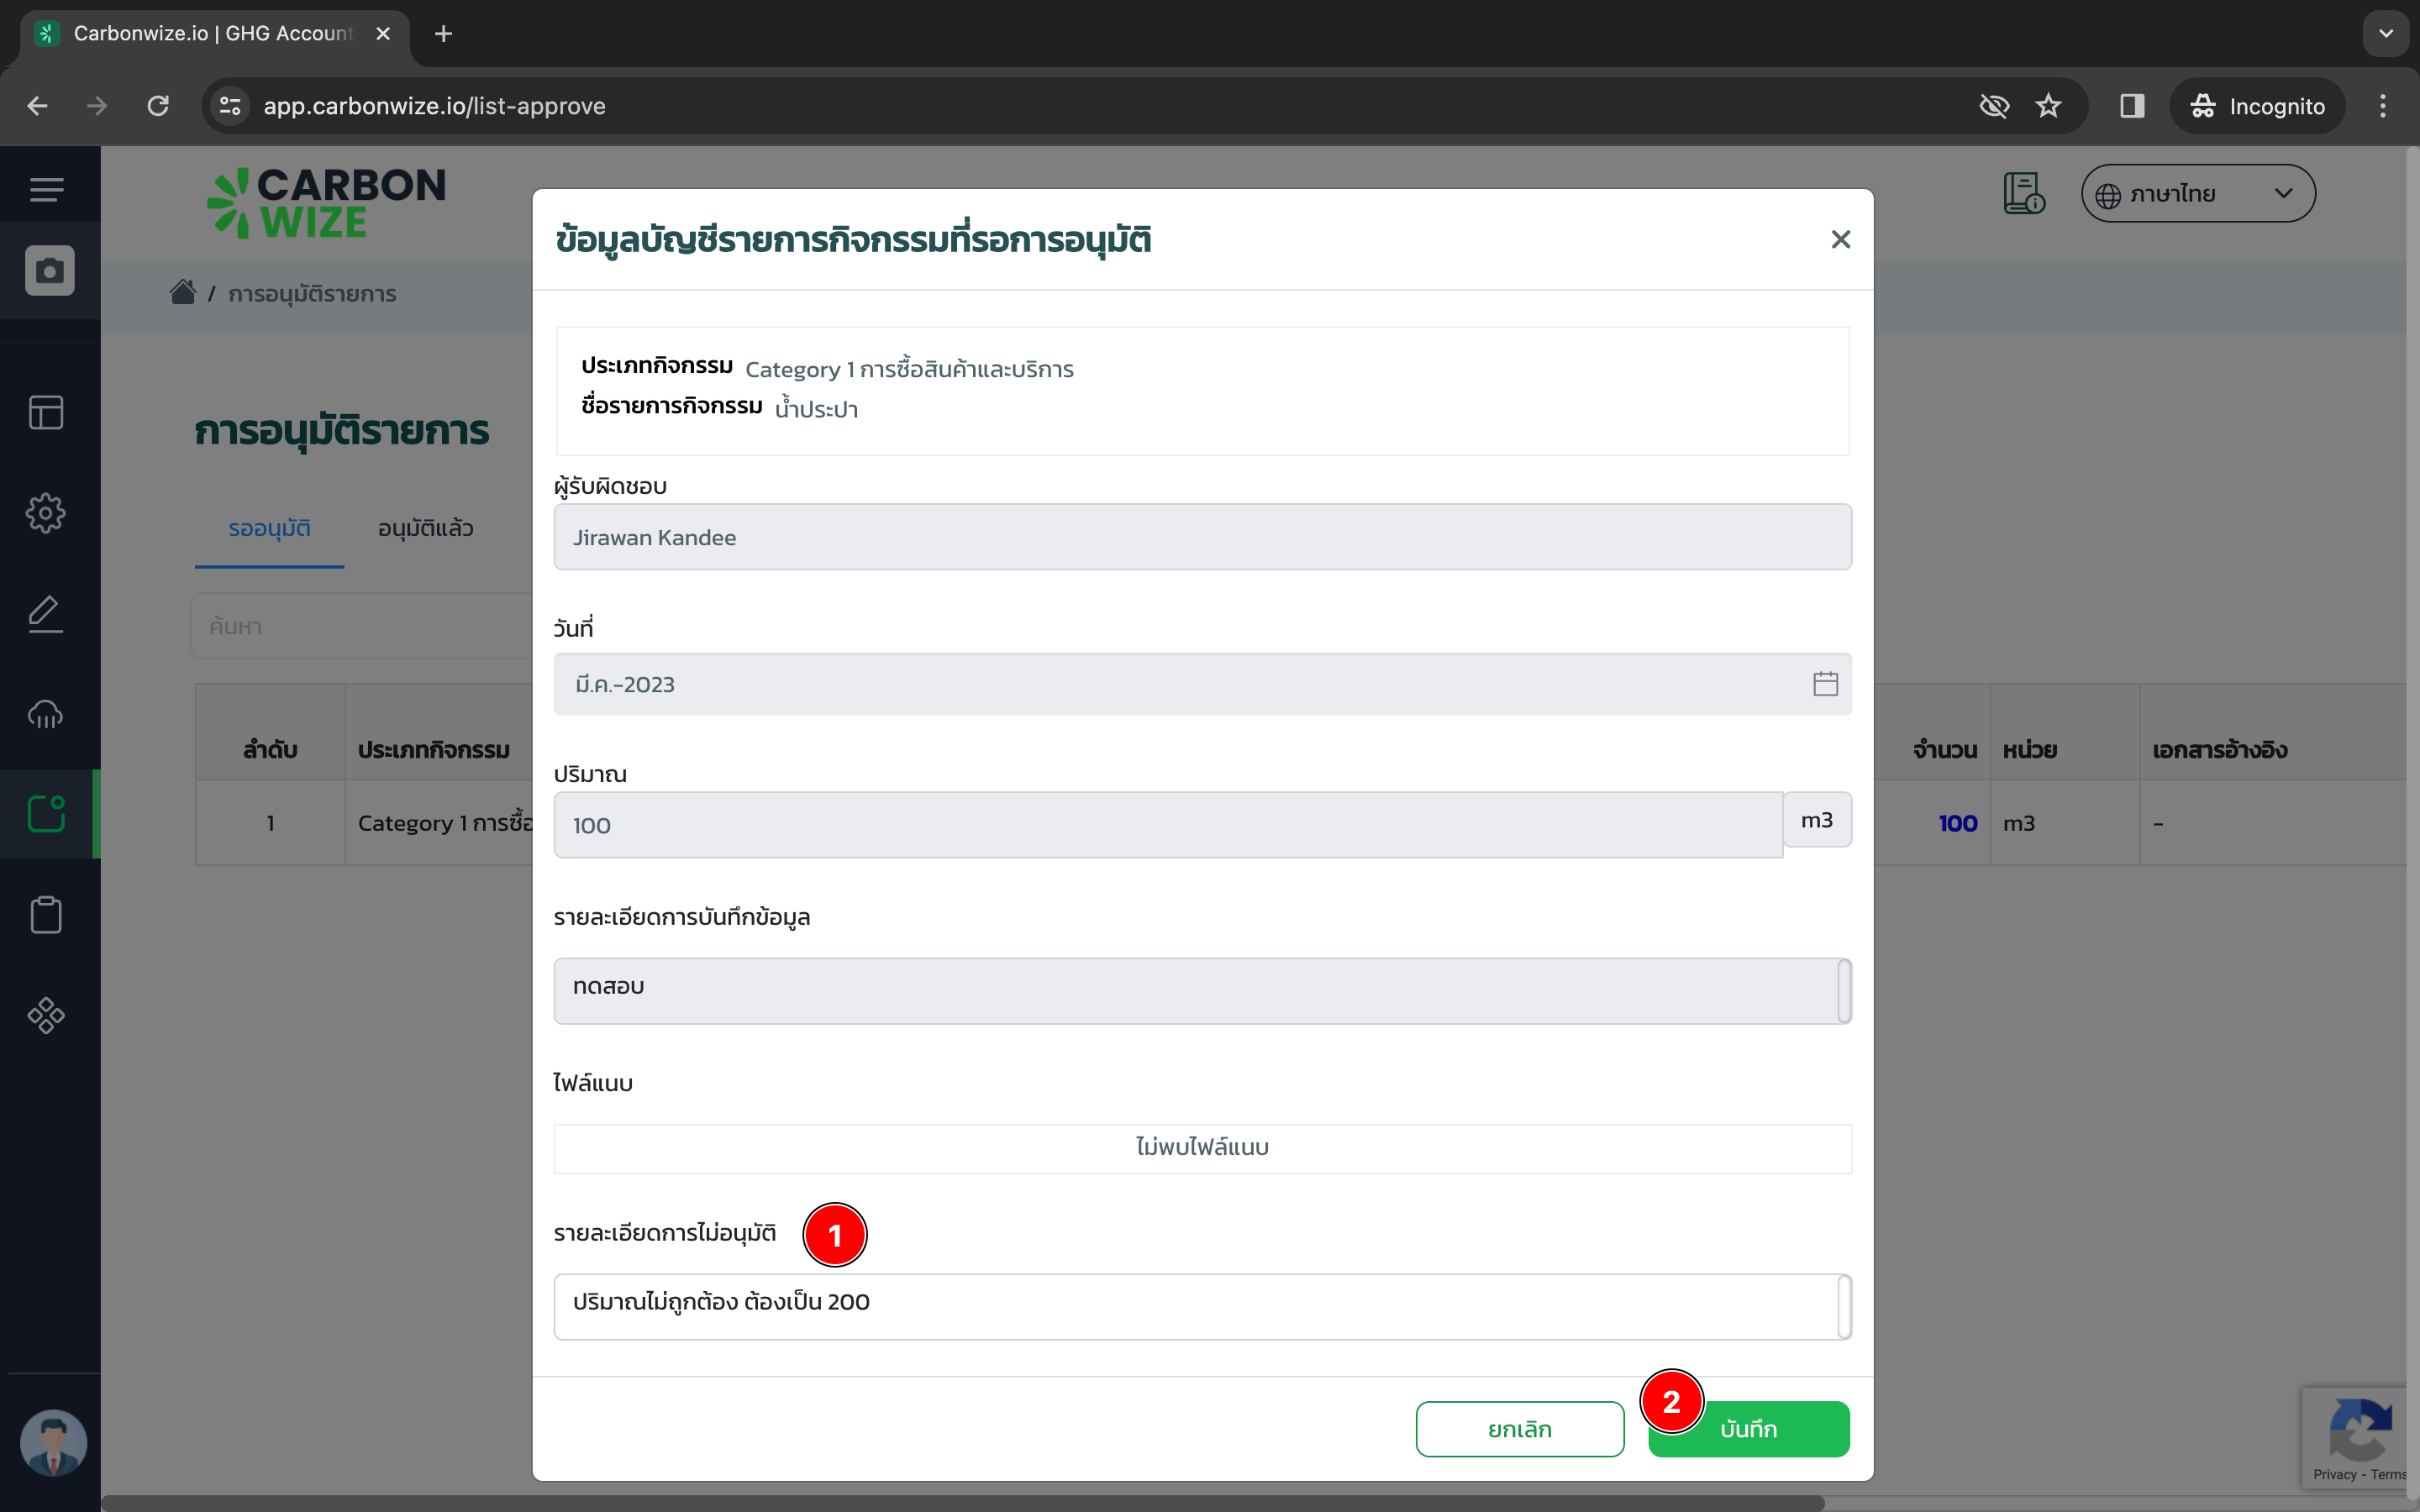 Carbonwize.io | GHG Account
app.carbonwize.io/list-approve
Incognito
CARBON
WIZE
ภาษาไทย
/ การอนุมัติรายการ
การอนุมัติรายการ
รออนุมัติ อนุมัติแล้ว
ค้นหา
ลำดับ ประเภทกิจกรรม จำนวน หน่วย เอกสารอ้างอิง
1 Category 1 การซื้อ 100 m3 -
ข้อมูลบัญชีรายการกิจกรรมที่รอการอนุมัติ
ประเภทกิจกรรม Category 1 การซื้อสินค้าและบริการ
ชื่อรายการกิจกรรม น้ำประปา
ผู้รับผิดชอบ
Jirawan Kandee
วันที่
มี.ค.-2023
ปริมาณ
100 m3
รายละเอียดการบันทึกข้อมูล
ทดสอบ
ไฟล์แนบ
ไม่พบไฟล์แนบ
รายละเอียดการไม่อนุมัติ 1
ปริมาณไม่ถูกต้อง ต้องเป็น 200
ยกเลิก 2 บันทึก
Privacy - Terms